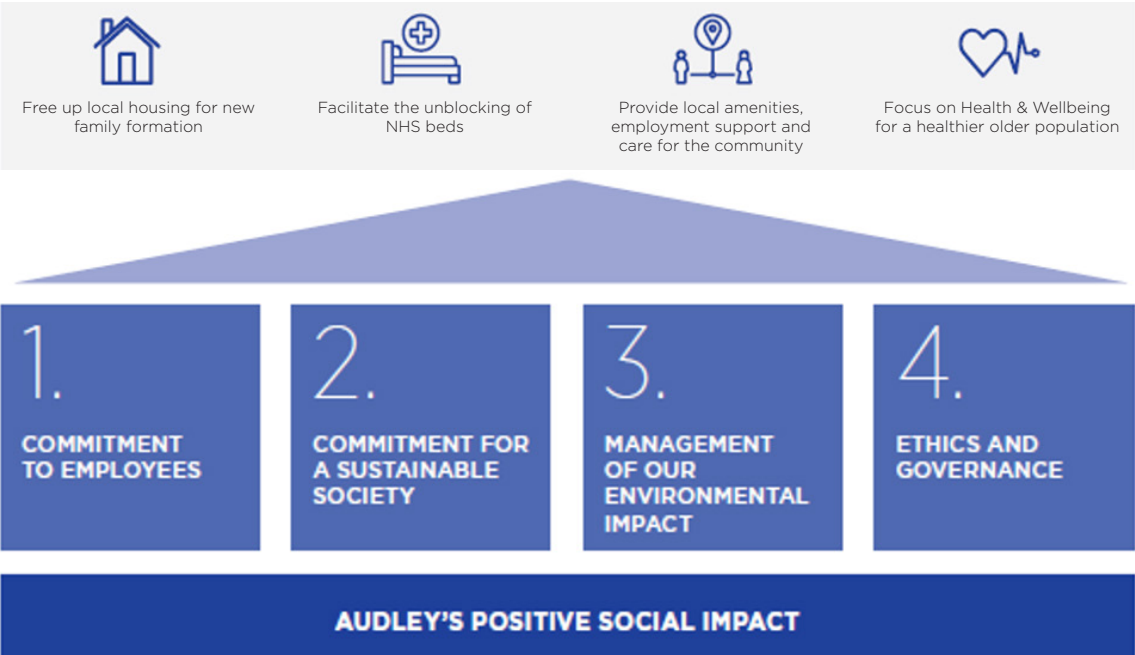 Free up local housing for new
family formation
Facilitate the unblocking of
NHS beds
Provide local amenities,
employment support and
care for the community
Focus on Health & Wellbeing
for a healthier older population
1.
COMMITMENT
TO EMPLOYEES
2.
COMMITMENT FOR
A SUSTAINABLE
SOCIETY
3.
MANAGEMENT
OF OUR
ENVIRONMENTAL
IMPACT
4.
ETHICS AND
GOVERNANCE
AUDLEY'S POSITIVE SOCIAL IMPACT